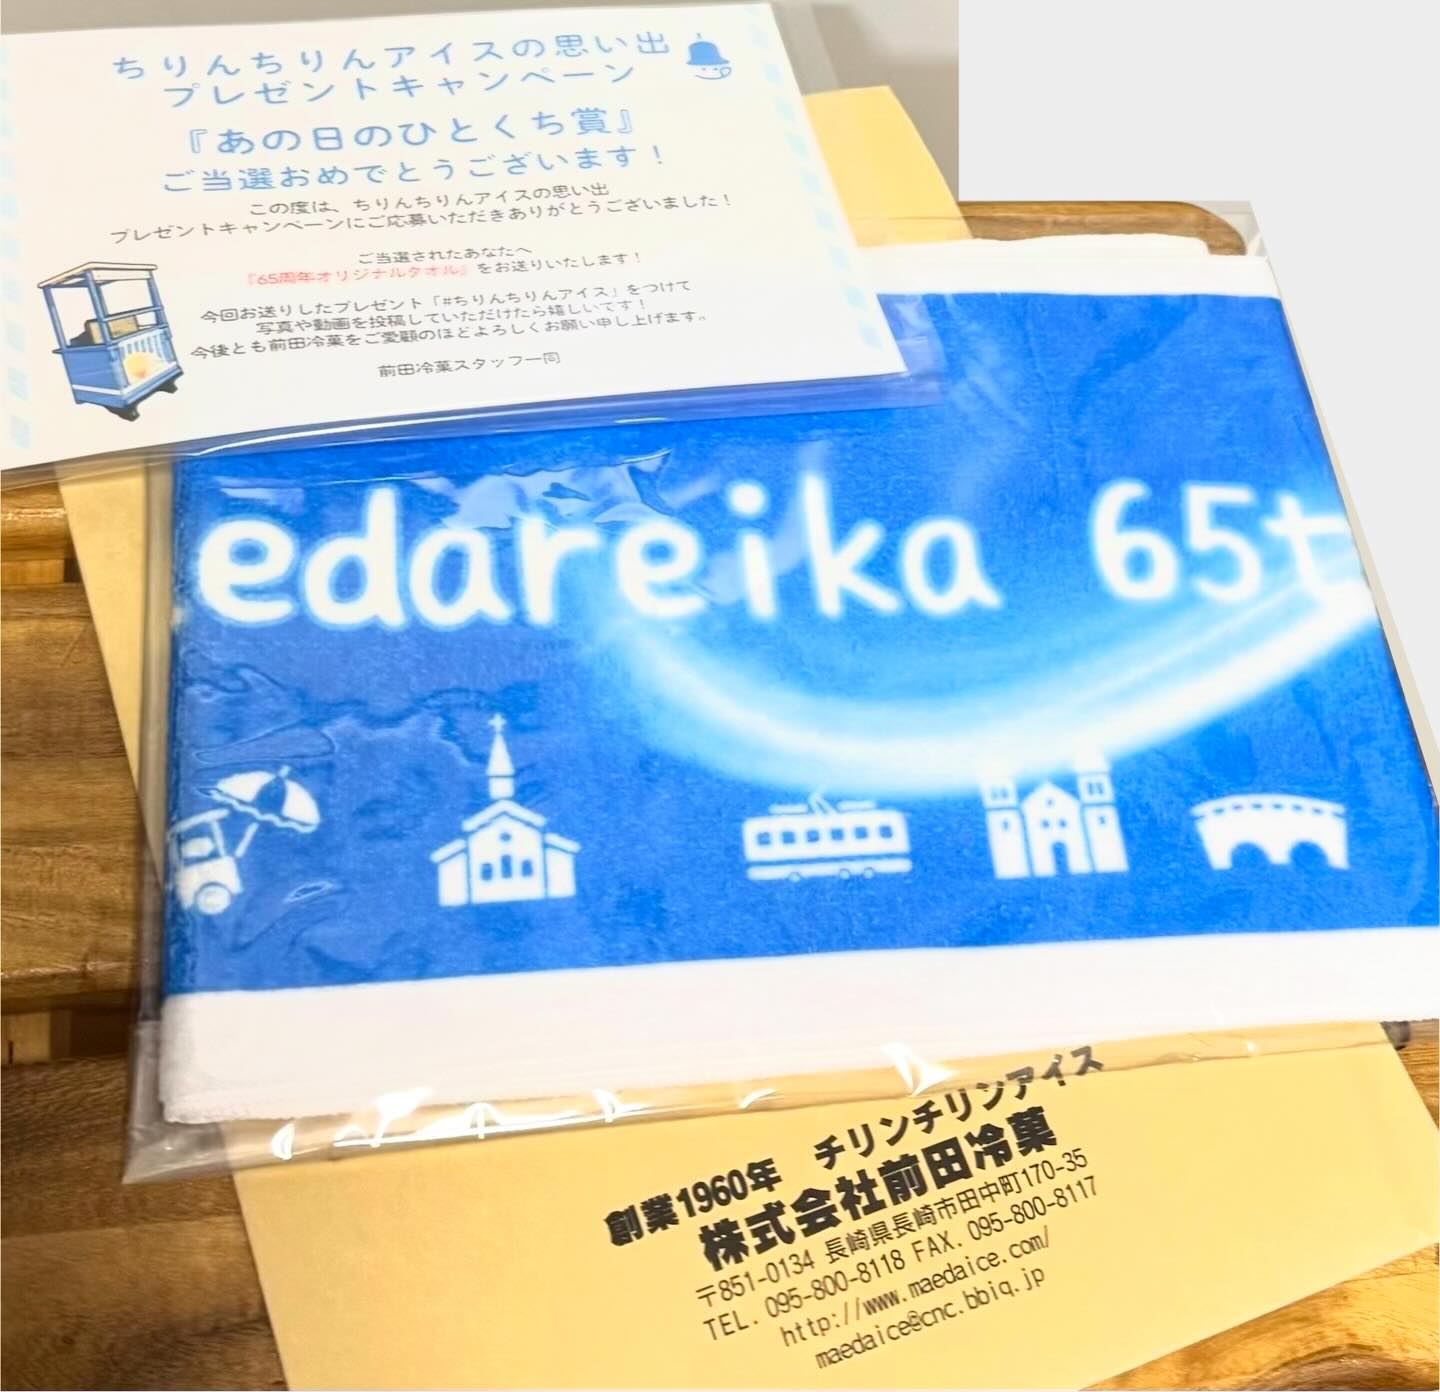 ちりんちりんアイスの思い出
プレゼントキャンペーン
『あの日のひとくち賞』
ご当選おめでとうございます！
この度は、ちりんちりんアイスの思い出
プレゼントキャンペーンにご応募いただきありがとうございました！
ご当選されたあなたへ
『65周年オリジナルタオル』をお送りいたします！
今回お送りしたプレゼント「#ちりんちりんアイス」をつけて
写真や動画を投稿していただけたら嬉しいです！
今後とも前田冷菓をご愛顧のほどよろしくお願い申し上げます。
前田冷菓スタッフ一同
edareika 65t
創業1960年 チリンチリンアイス
株式会社前田冷菓
〒851-0134 長崎県長崎市田中町170-35
TEL. 095-800-8118 FAX. 095-800-8117
http://www.maedaice.com/
maedaice@cnc.bbiq.jp